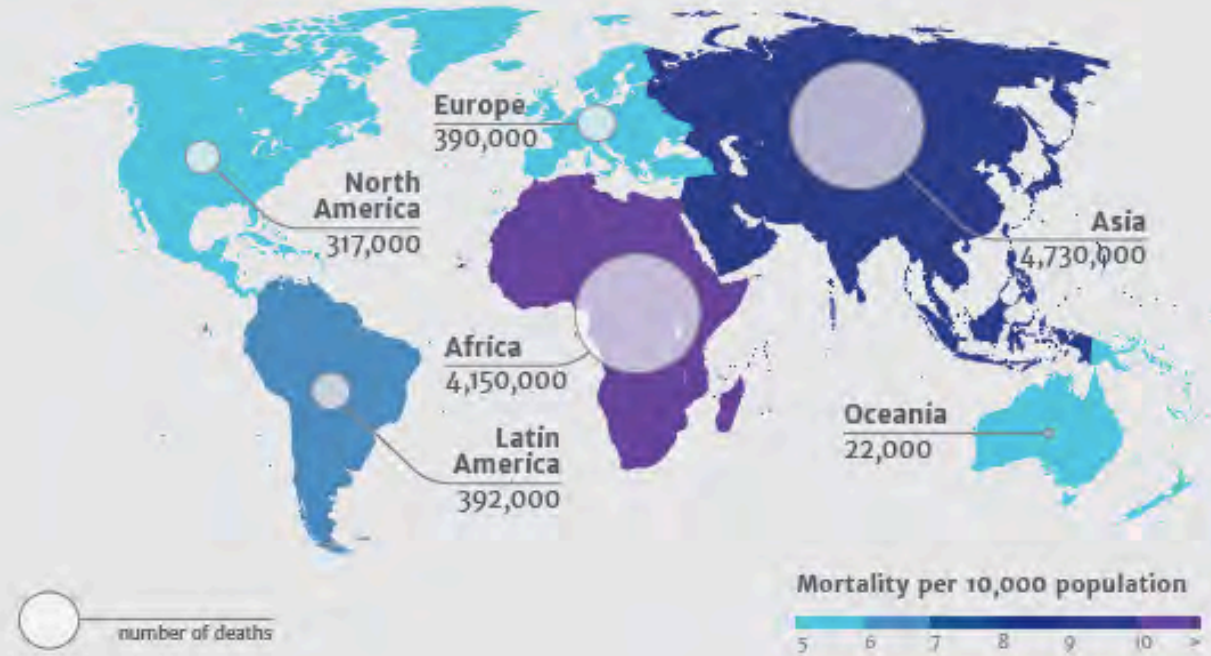 Europe
390,000
North
America
317,000
Asia
4,730,000
Africa
4,150,000
Latin
America
392,000
Oceania
22,000
Mortality per 10,000 population
number of deaths
5 6 7 8 9 10 >